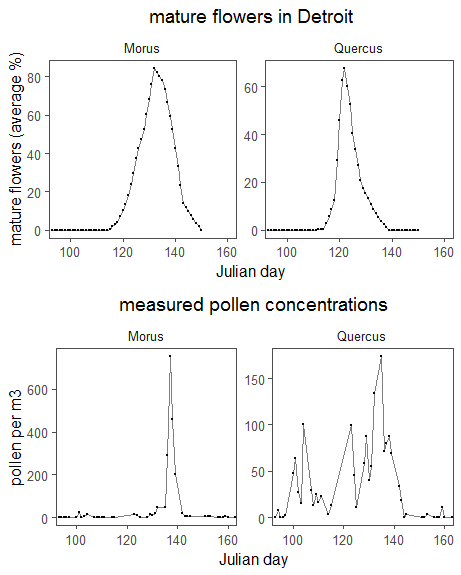 mature flowers in Detroit
Morus
Quercus
mature flowers (average %)
80
60
40
20
0
60
40
20
0
100 120 140 160
100 120 140 160
Julian day
measured pollen concentrations
Morus
Quercus
pollen per m3
600
400
200
0
150
100
50
0
100 120 140 160
100 120 140 160
Julian day